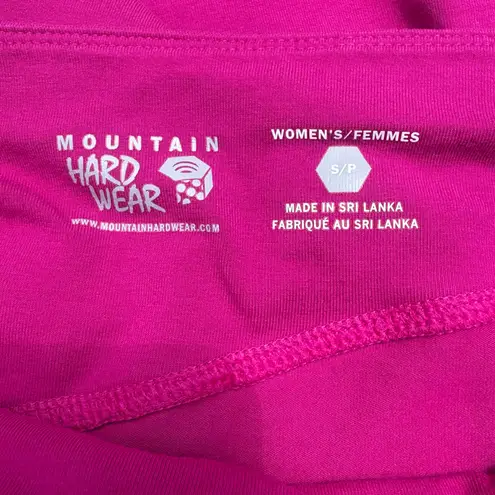 MOUNTAIN
HARD
WEAR
WWW.MOUNTAINHARDWEAR.COM
WOMEN'S/FEMMES
S/P
MADE IN SRI LANKA
FABRIQUÉ AU SRI LANKA